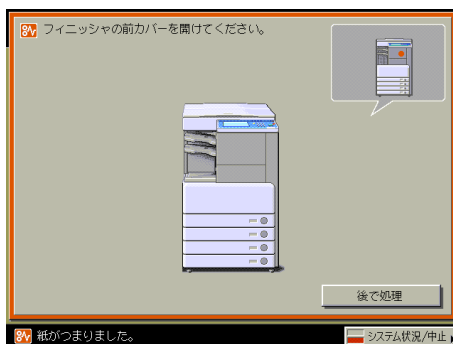 フィニッシャの前カバーを開けてください。
後で処理
紙がつまりました。
システム状況/中止